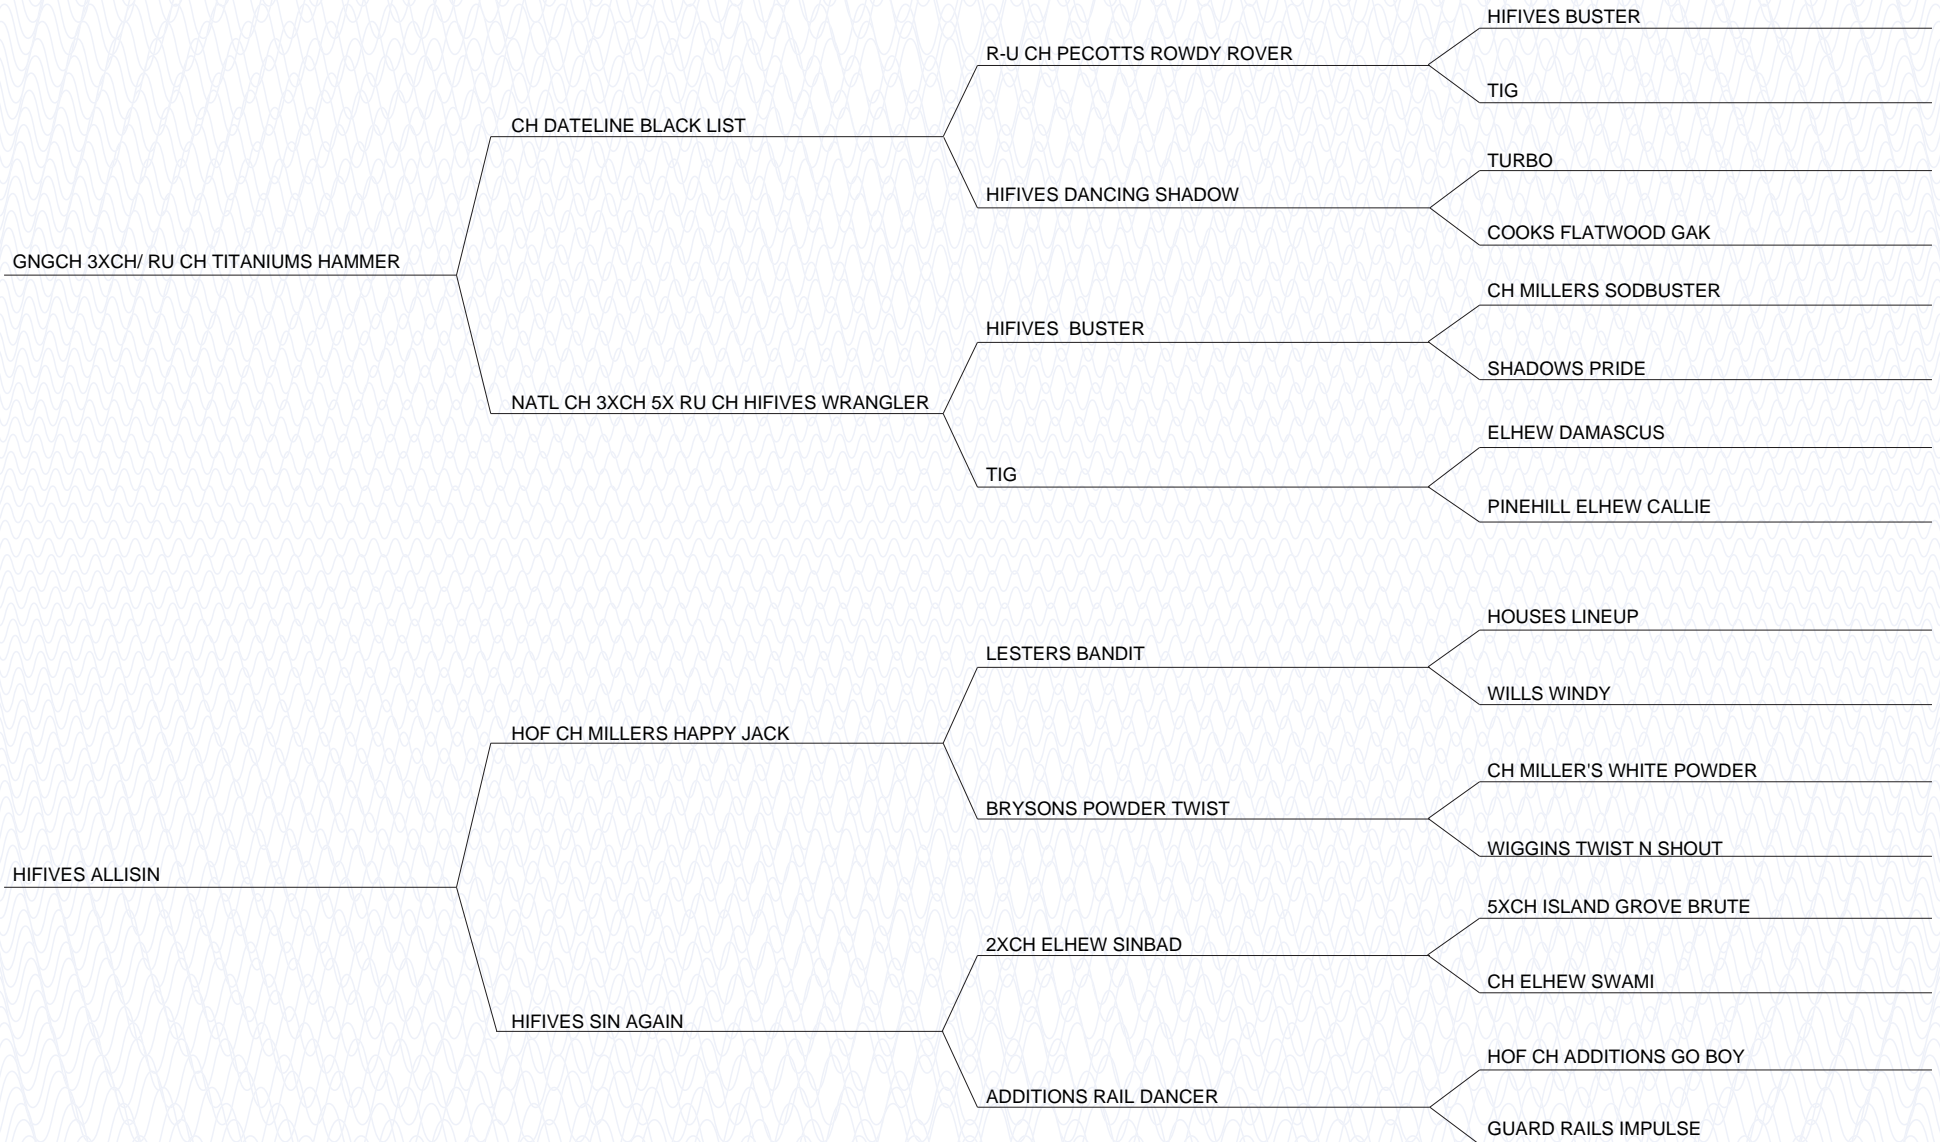 HIFIVES BUSTER
R-U CH PECOTTS ROWDY ROVER
TIG
CH DATELINE BLACK LIST
TURBO
HIFIVES DANCING SHADOW
COOKS FLATWOOD GAK
GNGCH 3XCH/ RU CH TITANIUMS HAMMER
CH MILLERS SODBUSTER
HIFIVES  BUSTER
SHADOWS PRIDE
NATL CH 3XCH 5X RU CH HIFIVES WRANGLER
ELHEW DAMASCUS
TIG
PINEHILL ELHEW CALLIE
HOUSES LINEUP
LESTERS BANDIT
WILLS WINDY
HOF CH MILLERS HAPPY JACK
CH MILLER'S WHITE POWDER
BRYSONS POWDER TWIST
WIGGINS TWIST N SHOUT
HIFIVES ALLISIN
5XCH ISLAND GROVE BRUTE
2XCH ELHEW SINBAD
CH ELHEW SWAMI
HIFIVES SIN AGAIN
HOF CH ADDITIONS GO BOY
ADDITIONS RAIL DANCER
GUARD RAILS IMPULSE